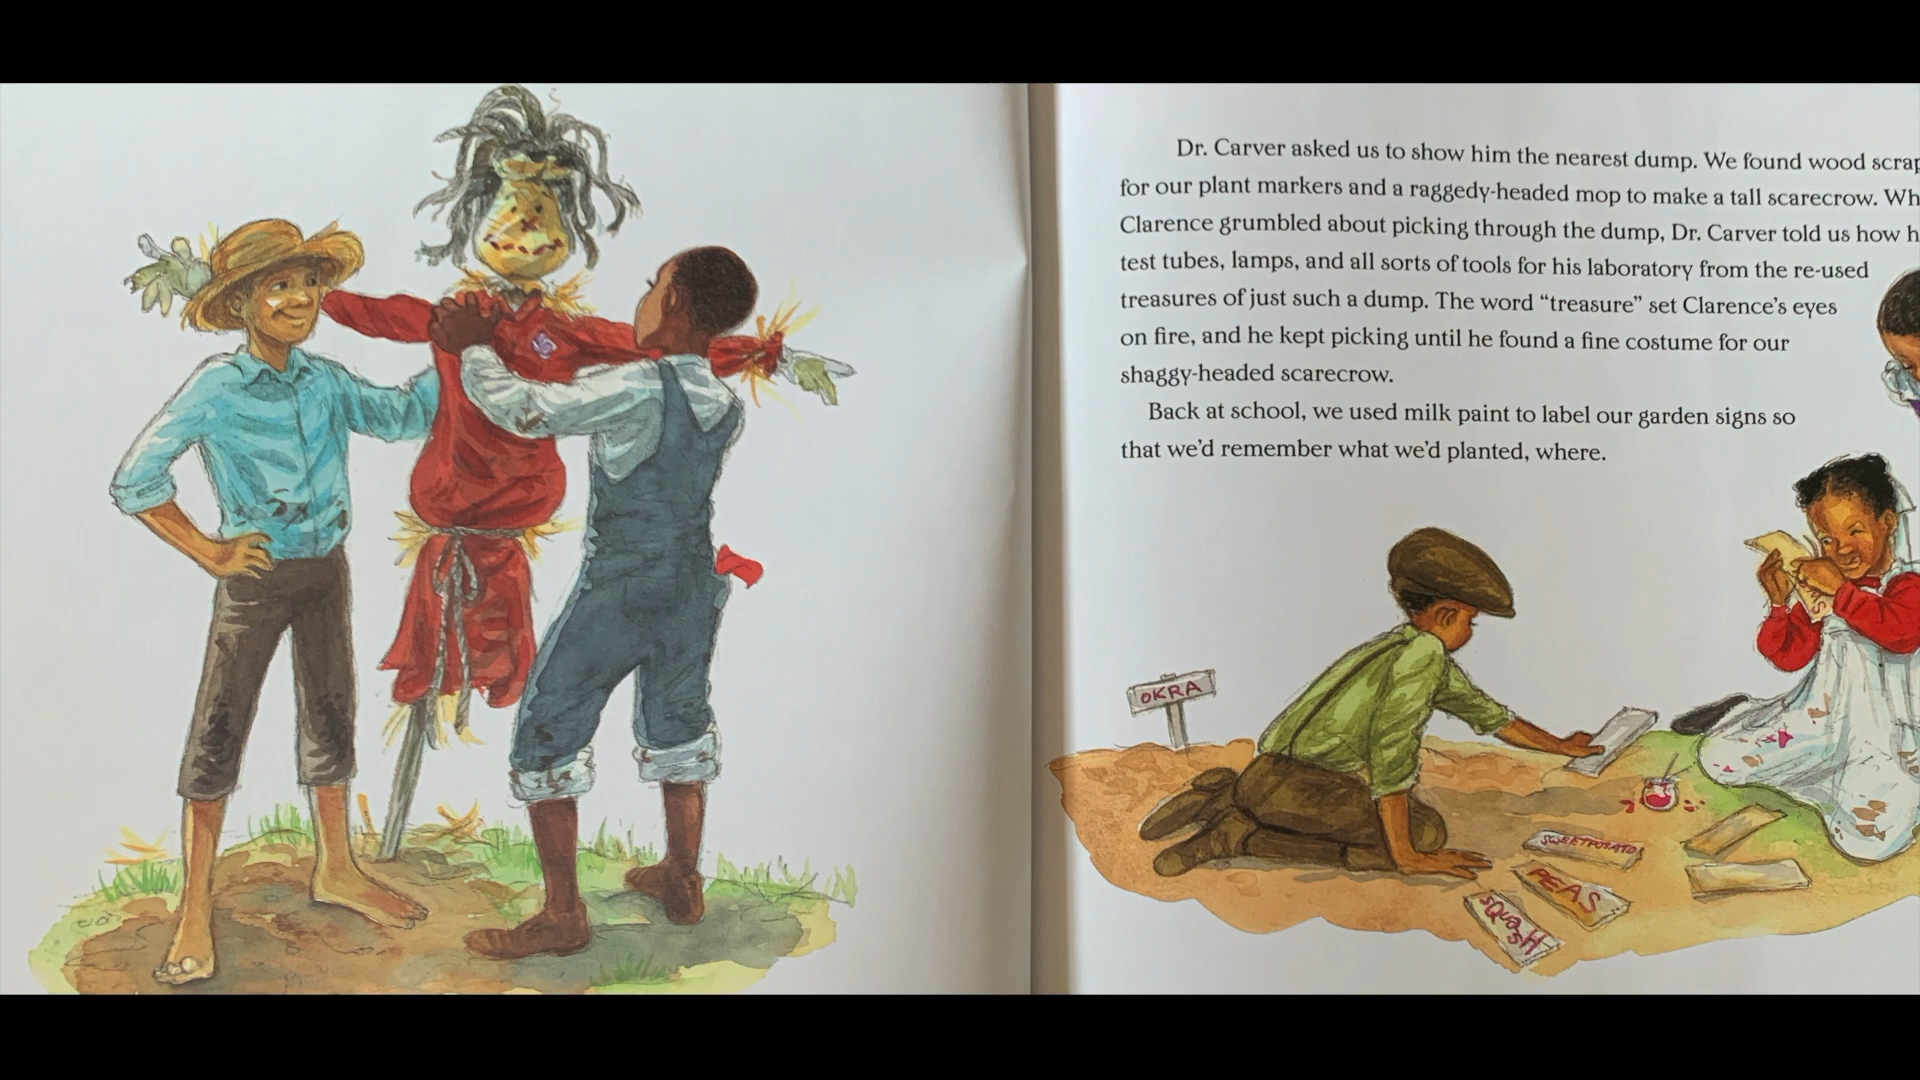 Dr. Carver asked us to show him the nearest dump. We found wood scrap
for our plant markers and a raggedy-headed mop to make a tall scarecrow. Wh
Clarence grumbled about picking through the dump, Dr. Carver told us how h
test tubes, lamps, and all sorts of tools for his laboratory from the re-used
treasures of just such a dump. The word “treasure” set Clarence’s eyes
on fire, and he kept picking until he found a fine costume for our
shaggy-headed scarecrow.
Back at school, we used milk paint to label our garden signs so
that we’d remember what we’d planted, where.
OKRA
SWEETPOTATO
PEAS
SQUASH